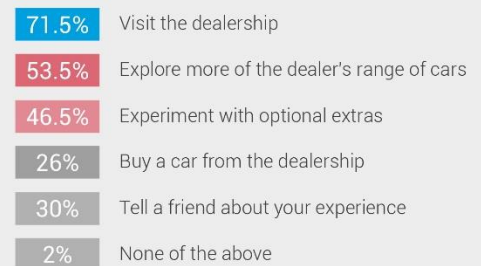 71.5% Visit the dealership
53.5% Explore more of the dealer's range of cars
46.5% Experiment with optional extras
26% Buy a car from the dealership
30% Tell a friend about your experience
2% None of the above